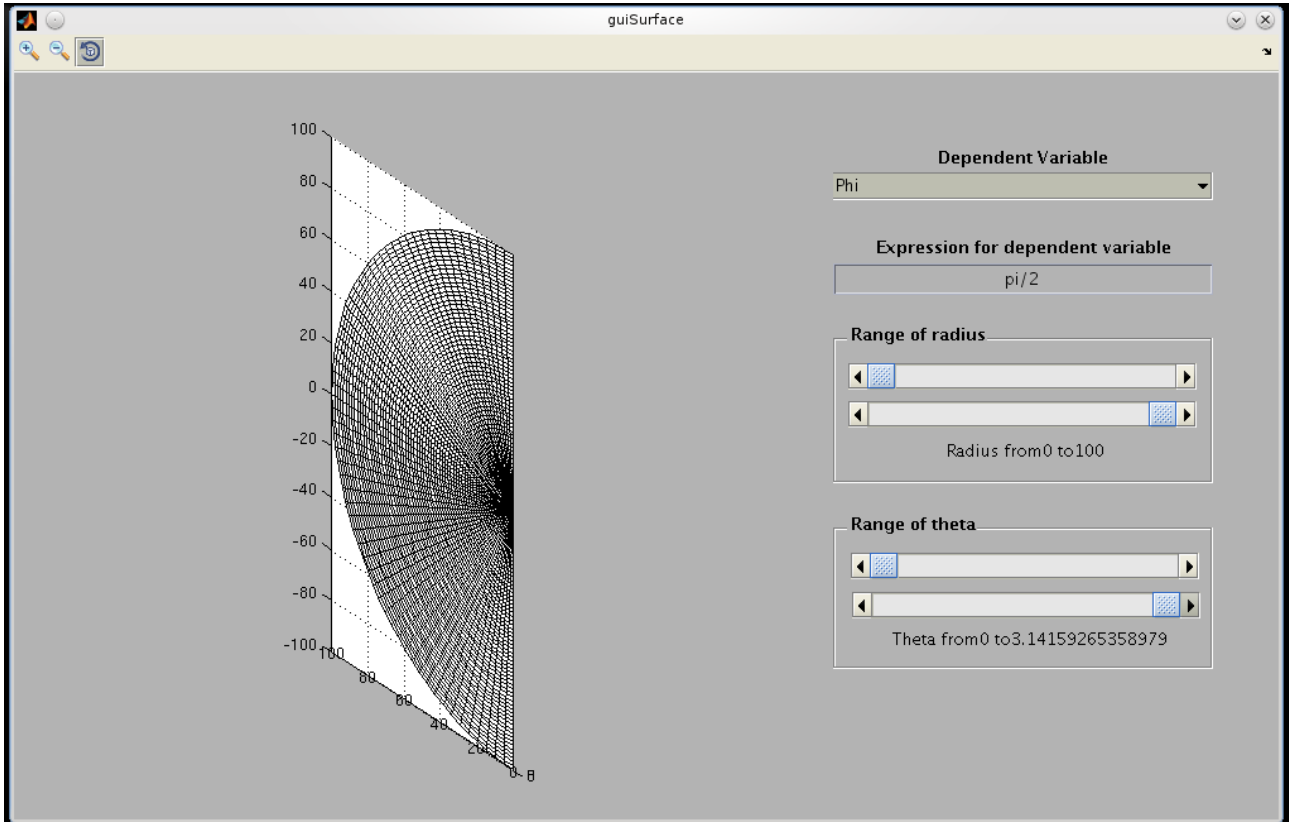 guiSurface
100
80
60
40
20
0
-20
-40
-60
-80
-100
100
80
60
40
20
0
Dependent Variable
Phi
Expression for dependent variable
pi/2
Range of radius
Radius from0 to100
Range of theta
Theta from0 to3.14159265358979